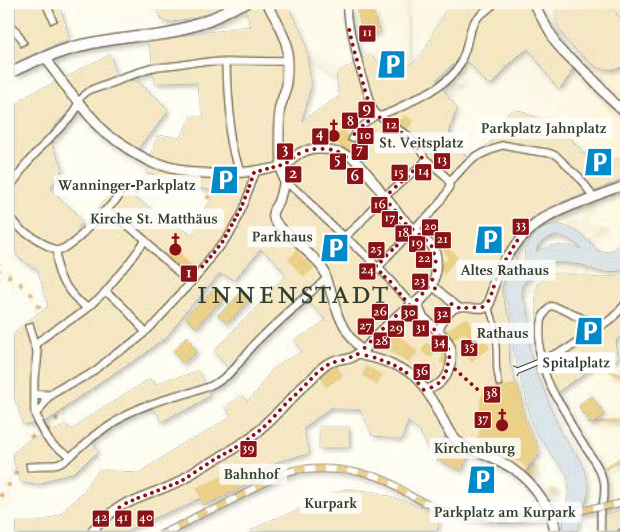 11
P
9
8
12
4
10
St. Veitsplatz
Parkplatz Jahnplatz
3
7
5
13
P
2
6
15
14
Wanninger-Parkplatz
P
16
Kirche St. Matthäus
17
20
33
Parkhaus
P
18
19
21
P
25
22
Altes Rathaus
1
24
23
INNENSTADT
26
30
32
27
29
31
Rathaus
P
28
34
35
Spitalplatz
36
38
37
39
Kirchenburg
Bahnhof
P
Kurpark
Parkplatz am Kurpark
42
41
40